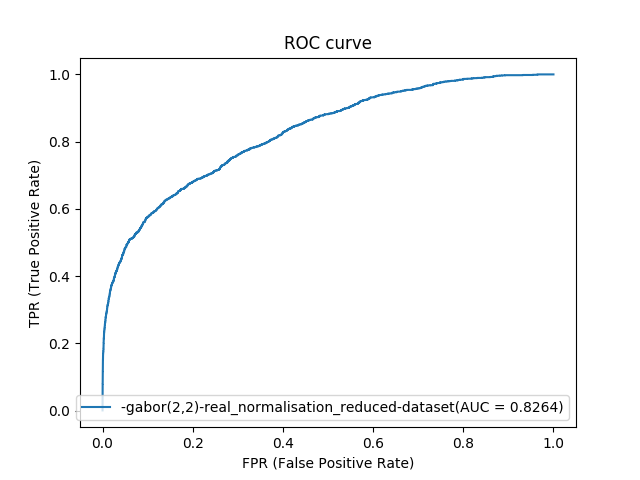 ROC curve
TPR (True Positive Rate)
1.0
0.8
0.6
0.4
0.2
0.0
-gabor(2,2)-real_normalisation_reduced-dataset(AUC = 0.8264)
0.0 0.2 0.4 0.6 0.8 1.0
FPR (False Positive Rate)